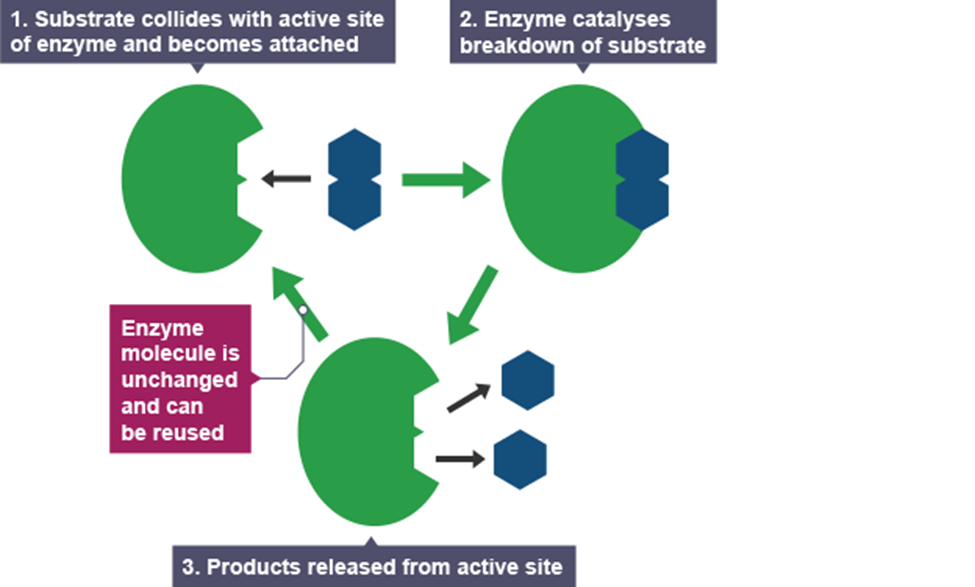 1. Substrate collides with active site
of enzyme and becomes attached
2. Enzyme catalyses
breakdown of substrate
Enzyme
molecule is
unchanged
and can
be reused
3. Products released from active site